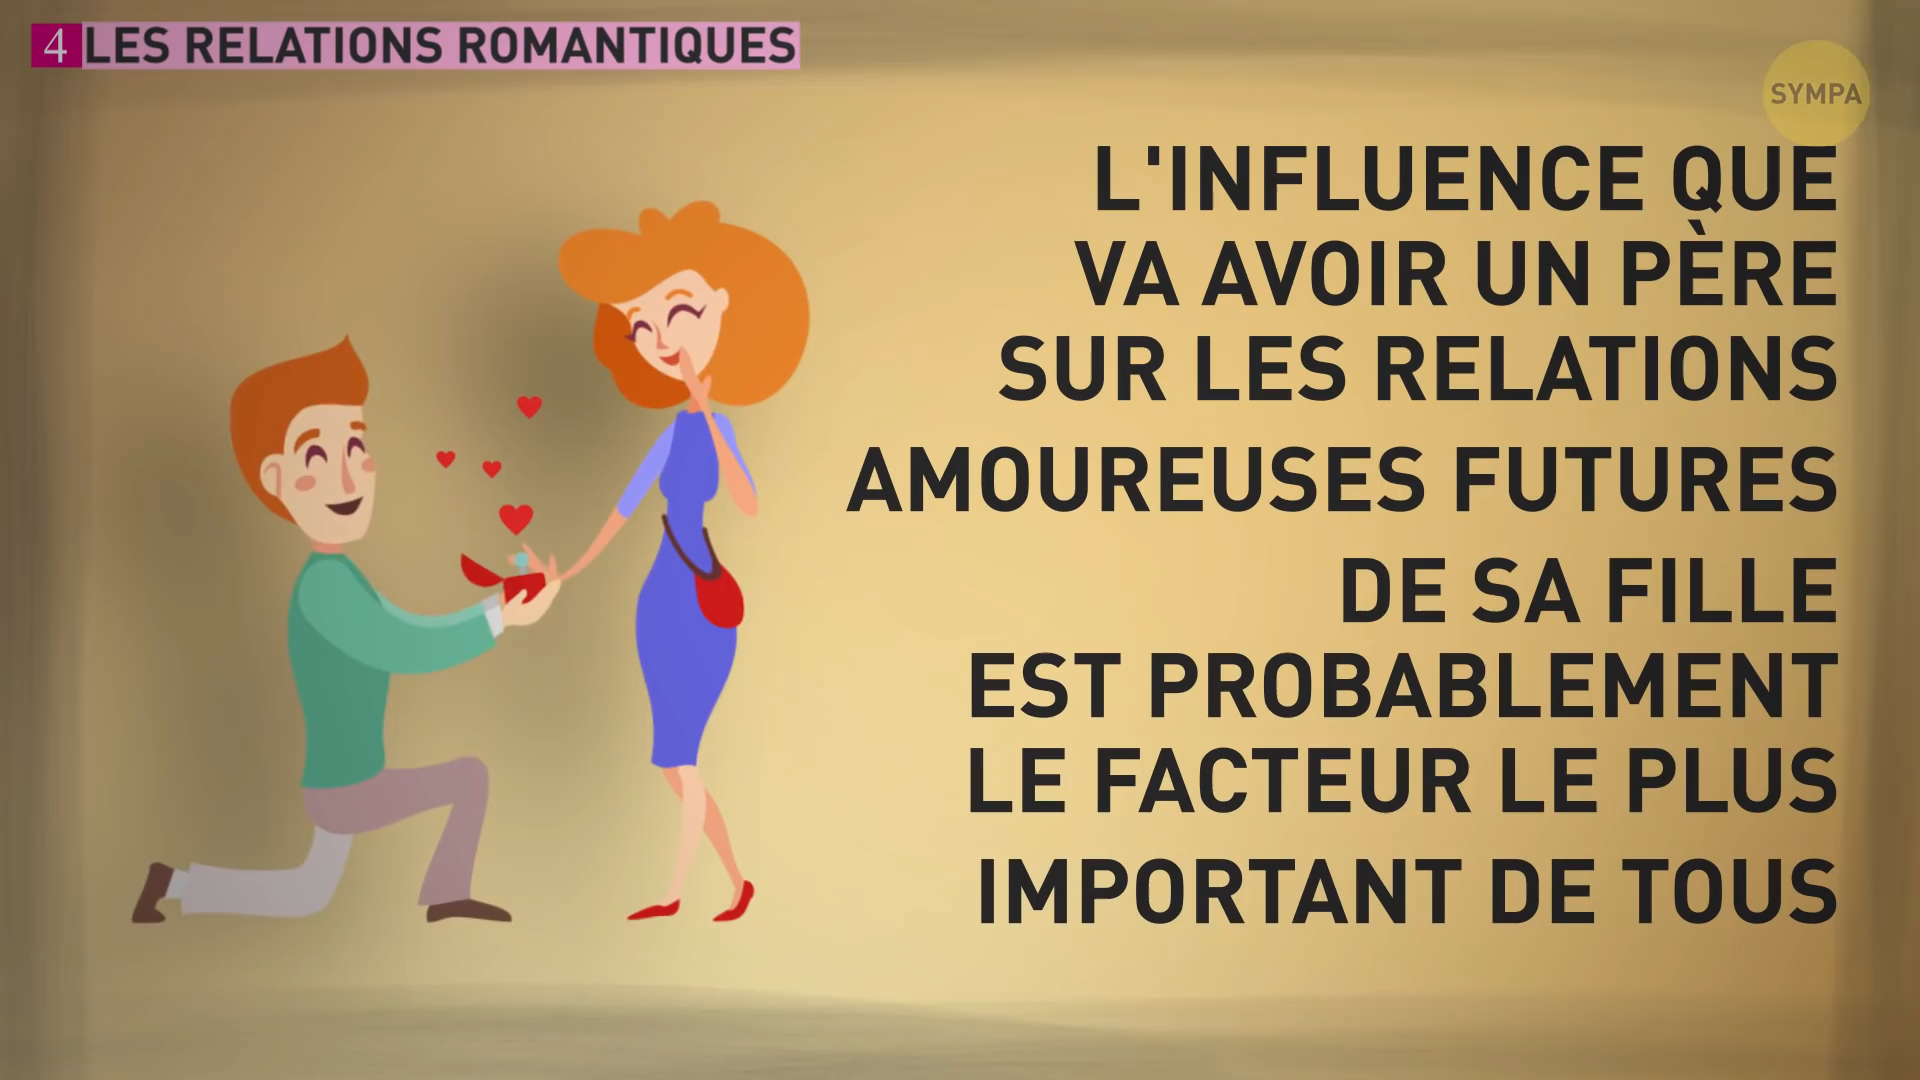 4 LES RELATIONS ROMANTIQUES
SYMPA
L'INFLUENCE QUE
VA AVOIR UN PÈRE
SUR LES RELATIONS
AMOUREUSES FUTURES
DE SA FILLE
EST PROBABLEMENT
LE FACTEUR LE PLUS
IMPORTANT DE TOUS